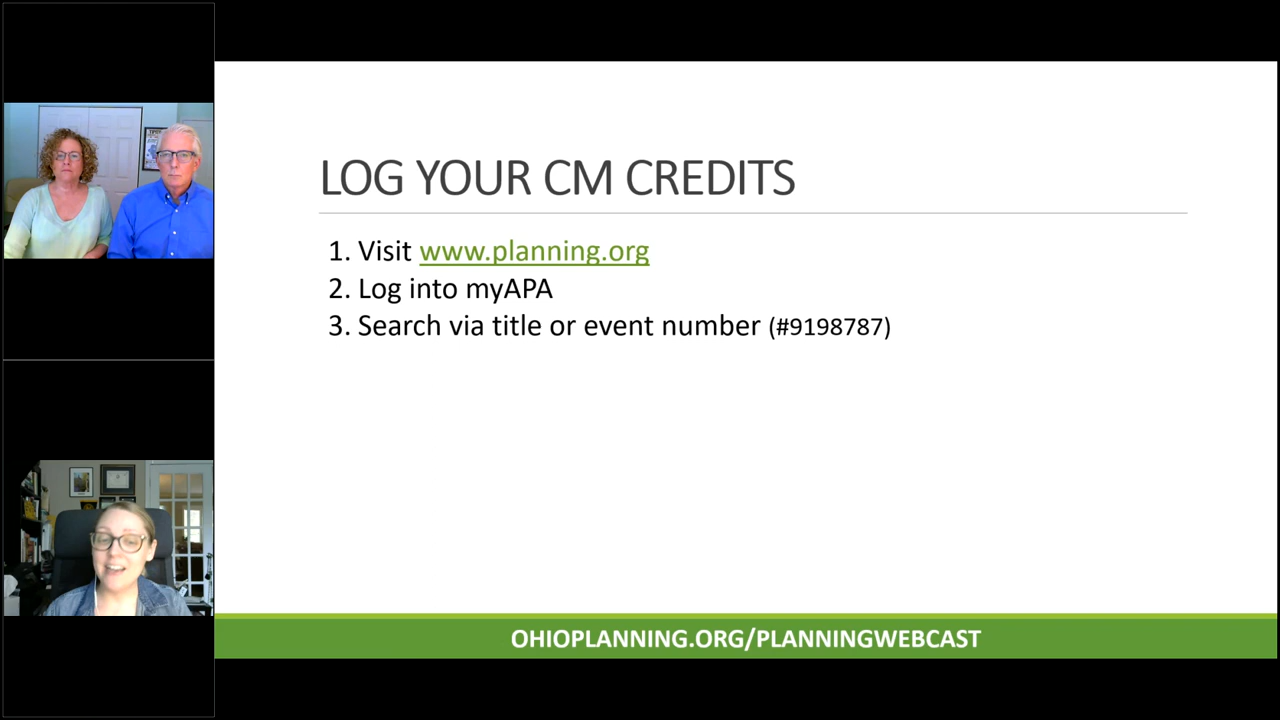 LOG YOUR CM CREDITS
1. Visit www.planning.org
2. Log into myAPA
3. Search via title or event number (#9198787)
OHIOPLANNING.ORG/PLANNINGWEBCAST